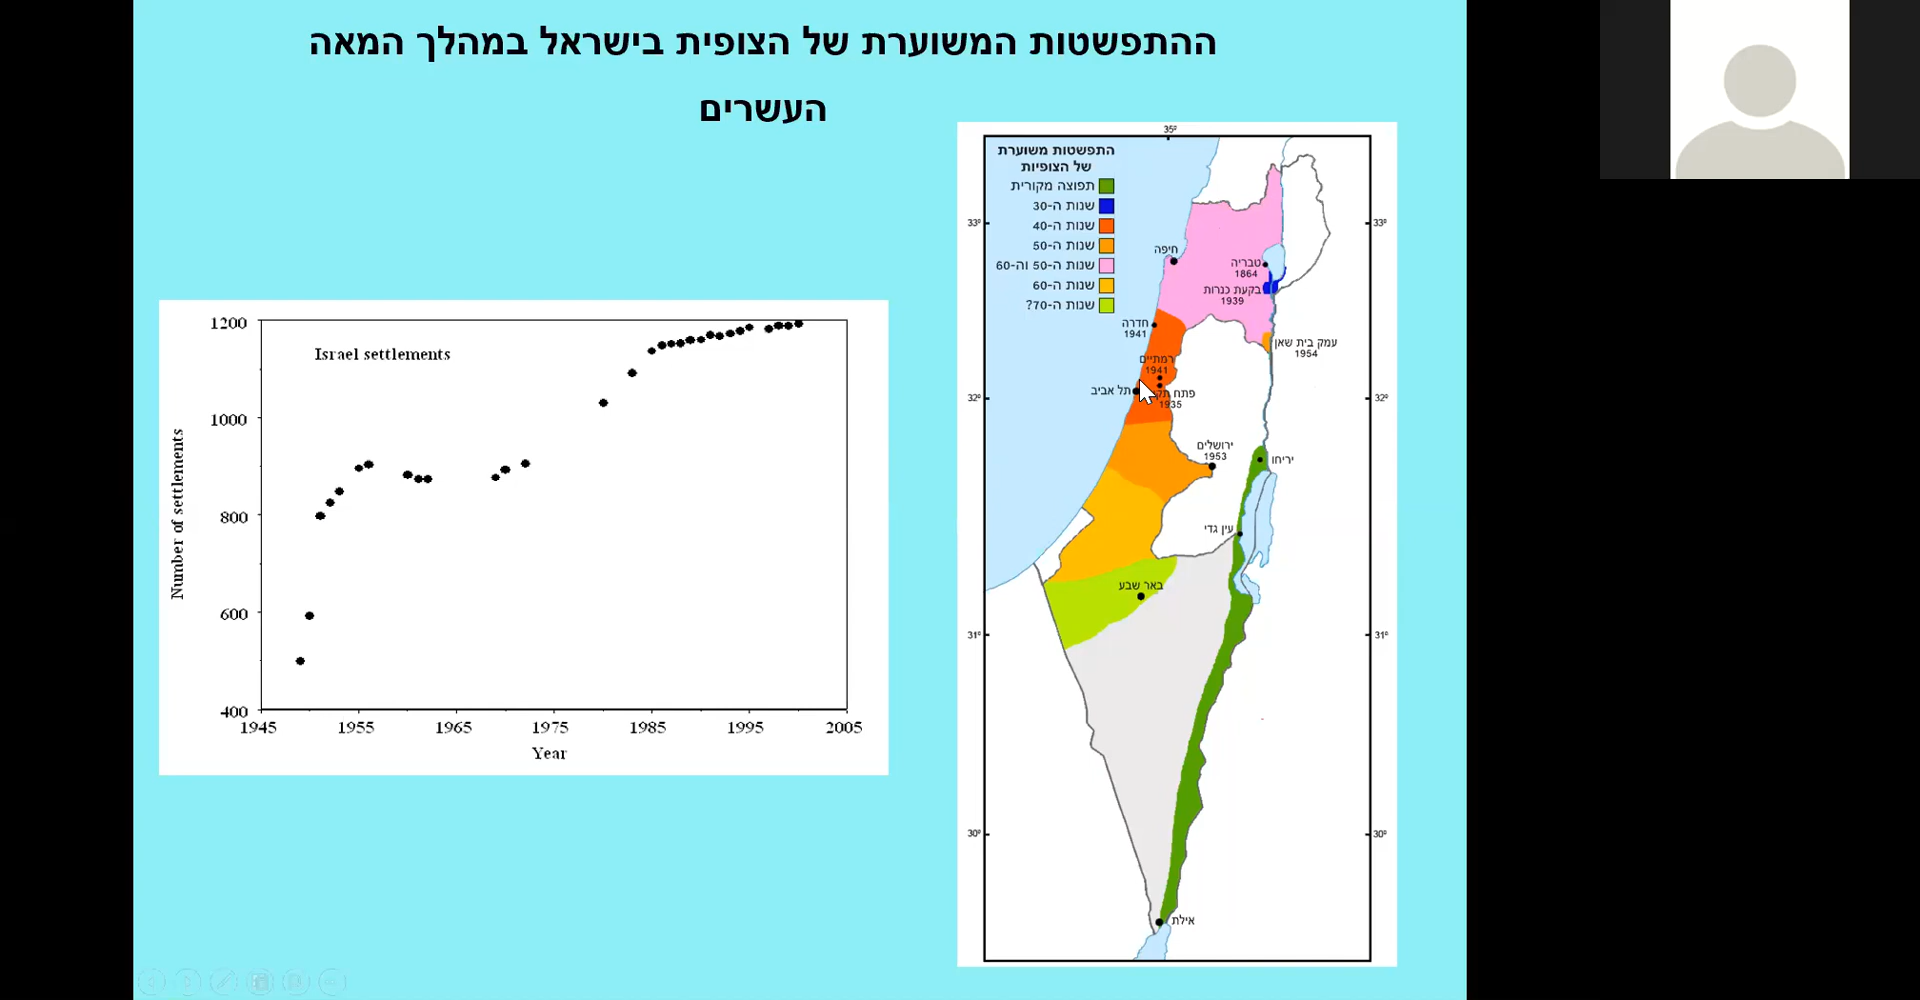 ההתפשטות המשוערת של הצופית בישראל במהלך המאה
העשרים
Israel settlements
Number of settlements
1200
1000
800
600
400
1945 1955 1965 1975 1985 1995 2005
Year
35°
התפשטות משוערת
של הצופיות
תפוצה מקורית
שנות ה-30
שנות ה-40
שנות ה-50
שנות ה-50 וה-60
שנות ה-60
שנות ה-70?
33° 33°
חיפה
טבריה
1864
בקעת כנרות
1939
חדרה
1941
עמק בית שאן
1954
רמתיים
1941
תל אביב
פתח תק
1935
32° 32°
ירושלים
1953
יריחו
עין גדי
באר שבע
31° 31°
30° 30°
אילת